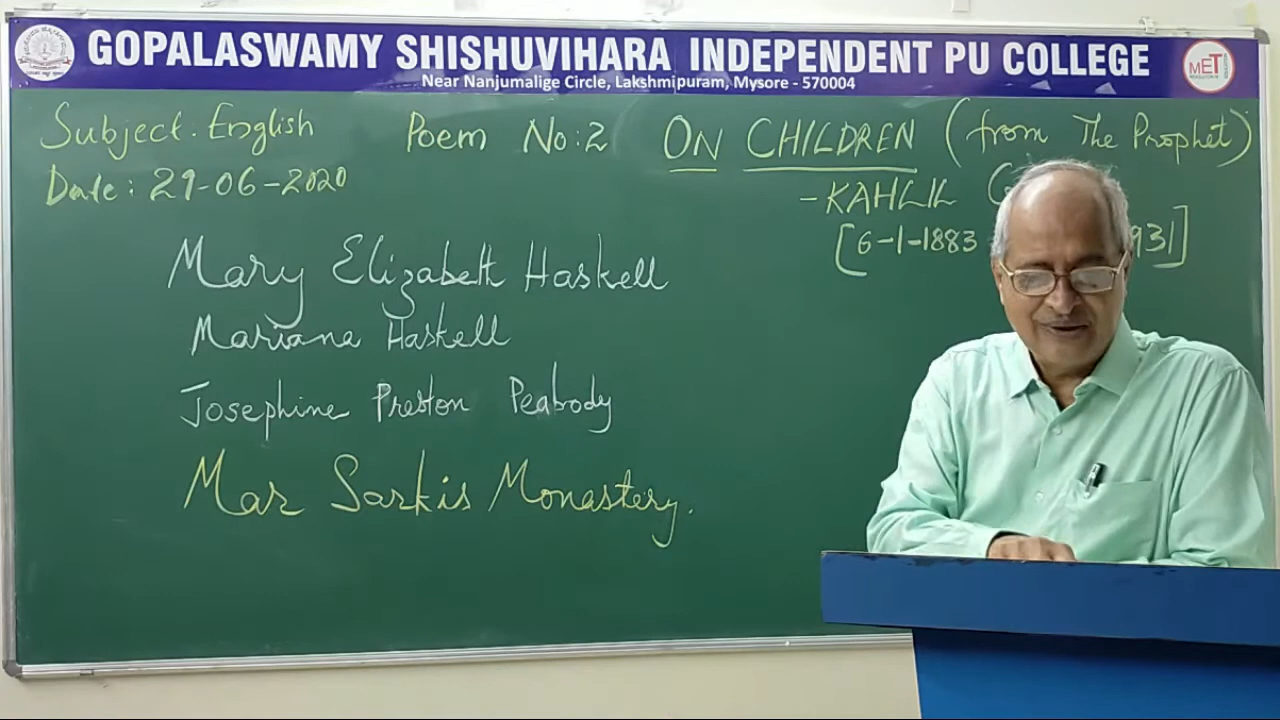 GOPALASWAMY SHISHUVIHARA INDEPENDENT PU COLLEGE
Near Nanjumalige Circle, Lakshmipuram, Mysore - 570004
MET
Subject: English Poem No:2 ON CHILDREN (from The Prophet)
Date: 29-06-2020 - KAHLIL
[6-1-1883 931]
Mary Elizabeth Haskell
Mariana Haskell
Josephine Preston Peabody
Mar Sarkis Monastery.